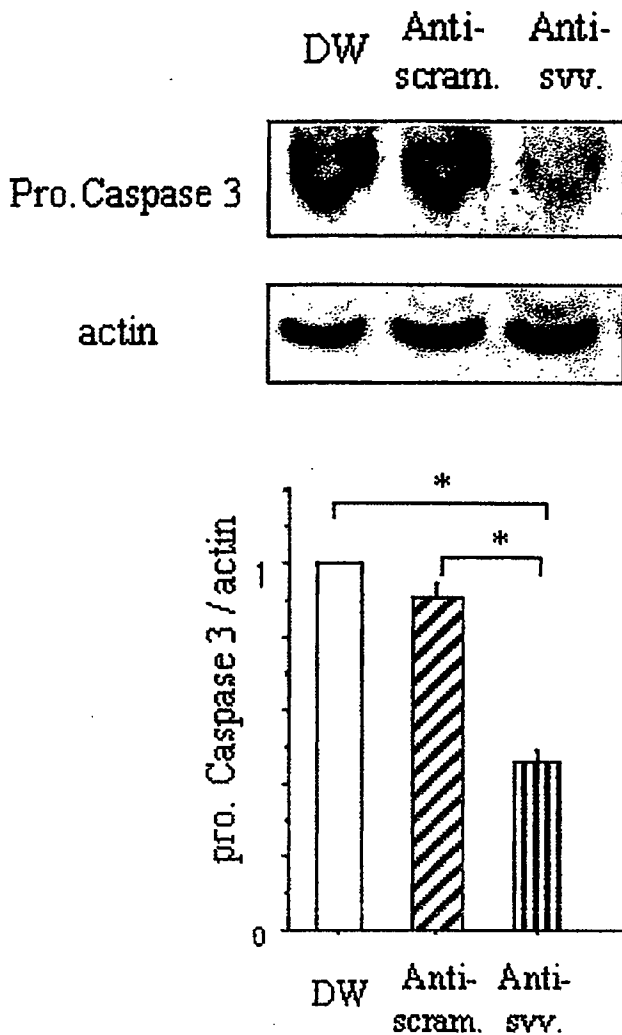 DW Anti-scram. Anti-svv.
Pro. Caspase 3
actin
* 
*
pro. Caspase 3 / actin
1
0
DW Anti-scram. Anti-svv.